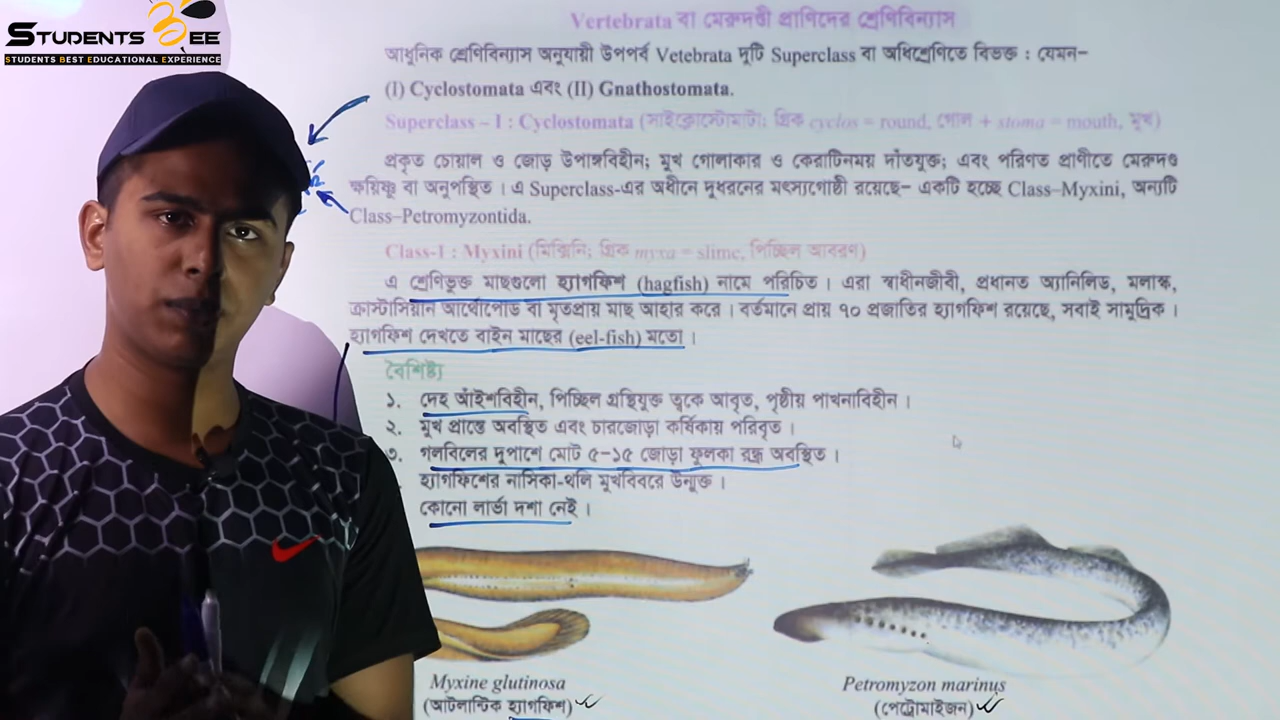 STUDENTS BEE
STUDENTS BEST EDUCATIONAL EXPERIENCE
Vertebrata বা মেরুদণ্ডী প্রাণিদের শ্রেণিবিন্যাস
আধুনিক শ্রেণিবিন্যাস অনুযায়ী উপপর্ব Vetebrata দুটি Superclass বা অধিশ্রেণিতে বিভক্ত : যেমন–
(I) Cyclostomata এবং (II) Gnathostomata.
Superclass – I : Cyclostomata (সাইক্লোস্টোমাটা; গ্রিক cyclos = round, গোল + stoma = mouth, মুখ)
প্রকৃত চোয়াল ও জোড় উপাঙ্গবিহীন; মুখ গোলাকার ও কেরাটিনময় দাঁতযুক্ত; এবং পরিণত প্রাণীতে মেরুদণ্ড
ক্ষয়িষ্ণু বা অনুপস্থিত । এ Superclass-এর অধীনে দুধরনের মৎস্যগোষ্ঠী রয়েছে– একটি হচ্ছে Class–Myxini, অন্যটি
Class–Petromyzontida.
Class-1 : Myxini (মিক্সিনি; গ্রিক myxa = slime, পিচ্ছিল আবরণ)
এ শ্রেণিভুক্ত মাছগুলো হ্যাগফিশ (hagfish) নামে পরিচিত । এরা স্বাধীনজীবী, প্রধানত অ্যানিলিড, মলাস্ক,
ক্রাস্টাসিয়ান আর্থ্রোপোড বা মৃতপ্রায় মাছ আহার করে । বর্তমানে প্রায় ৭০ প্রজাতির হ্যাগফিশ রয়েছে, সবাই সামুদ্রিক ।
হ্যাগফিশ দেখতে বাইন মাছের (eel-fish) মতো ।
বৈশিষ্ট্য
১. দেহ আঁইশবিহীন, পিচ্ছিল গ্রন্থিযুক্ত ত্বকে আবৃত, পৃষ্ঠীয় পাখনাবিহীন ।
২. মুখ প্রান্তে অবস্থিত এবং চারজোড়া কর্ষিকায় পরিবৃত ।
৩. গলবিলের দুপাশে মোট ৫-১৫ জোড়া ফুলকা রন্ধ্র অবস্থিত ।
হ্যাগফিশের নাসিকা-থলি মুখবিবরে উন্মুক্ত ।
কোনো লার্ভা দশা নেই ।
Myxine glutinosa
(আটলান্টিক হ্যাগফিশ)
Petromyzon marinus
(পেট্রোমাইজন)